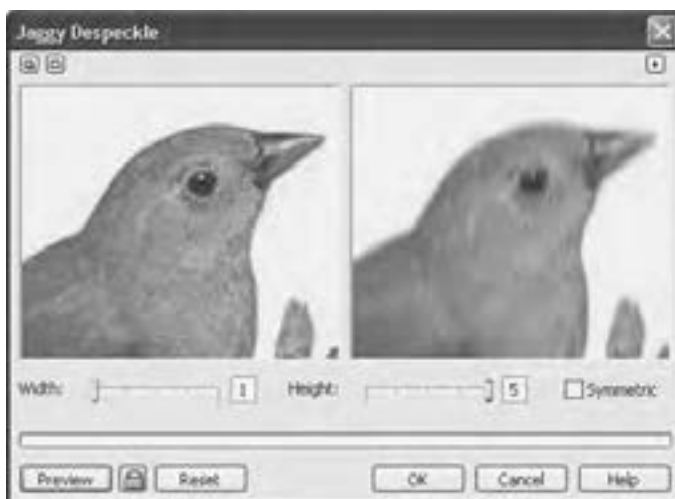 Jaggy Despeckle
Width: 1 Height: 5 Symmetric
Preview Reset OK Cancel Help